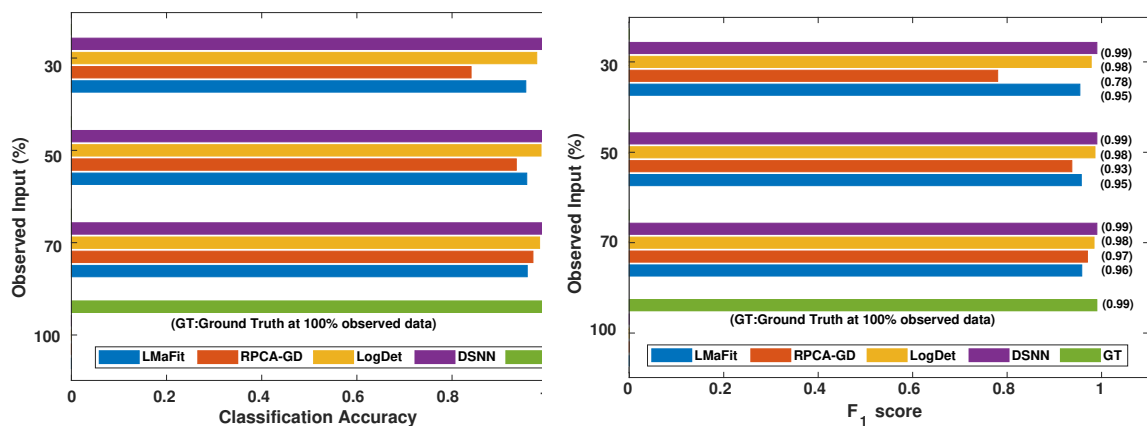 Observed Input (%)
30
50
70
100
(GT:Ground Truth at 100% observed data)
LMaFit RPCA-GD LogDet DSNN
0 0.2 0.4 0.6 0.8
Classification Accuracy
Observed Input (%)
30
50
70
100
(0.99)
(0.98)
(0.78)
(0.95)
(0.99)
(0.98)
(0.93)
(0.95)
(0.99)
(0.98)
(0.97)
(0.96)
(0.99)
(GT:Ground Truth at 100% observed data)
LMaFit RPCA-GD LogDet DSNN GT
0 0.2 0.4 0.6 0.8 1
F1 score